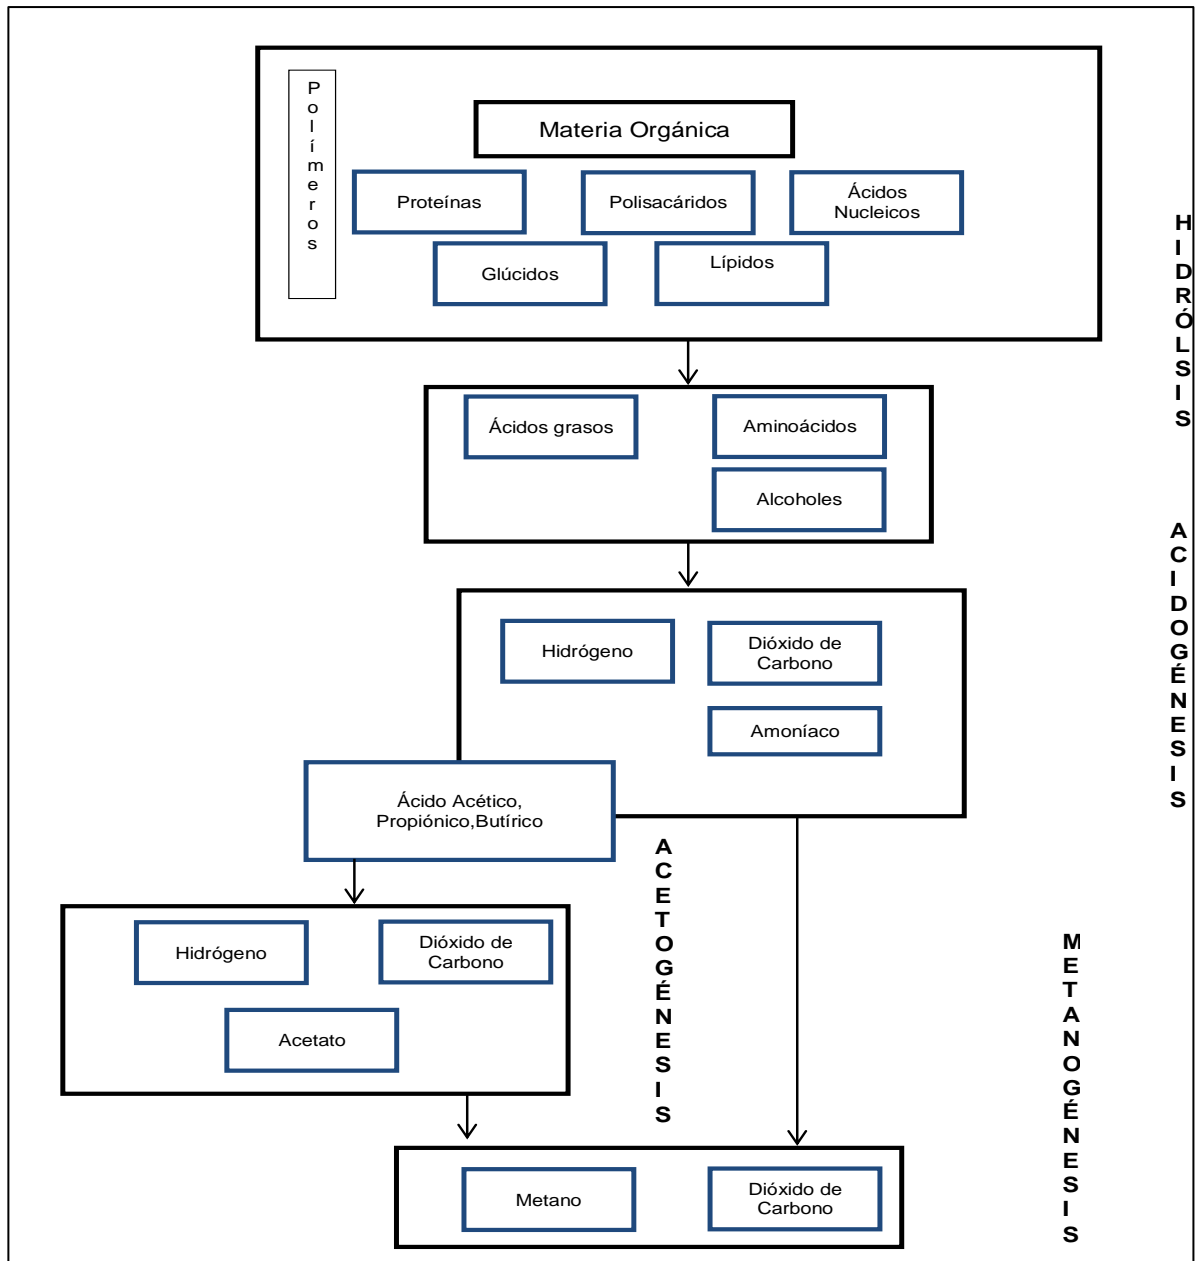 Polímeros
Materia Orgánica
Proteínas
Polisacáridos
Ácidos
Nucleicos
Glúcidos
Lípidos
HIDRÓLSIS
Ácidos grasos
Aminoácidos
Alcoholes
ACIDOGÉNESIS
Hidrógeno
Dióxido de
Carbono
Amoníaco
Ácido Acético,
Propiónico,Butírico
ACETOGÉNESIS
Hidrógeno
Dióxido de
Carbono
Acetato
METANOGÉNESIS
Metano
Dióxido de
Carbono